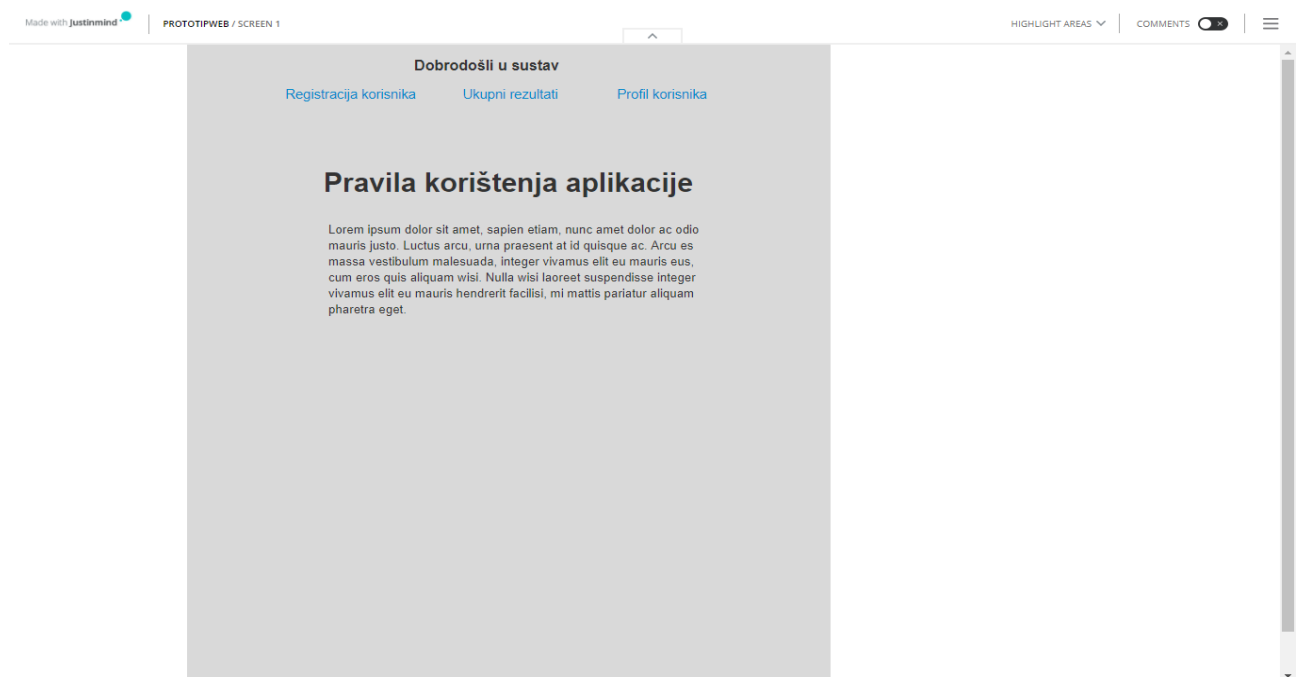 Made with Justinmind
PROTOTIPWEB / SCREEN 1
HIGHLIGHT AREAS
COMMENTS
Dobrodošli u sustav
Registracija korisnika
Ukupni rezultati
Profil korisnika
Pravila korištenja aplikacije
Lorem ipsum dolor sit amet, sapien etiam, nunc amet dolor ac odio
mauris justo. Luctus arcu, urna praesent at id quisque ac. Arcu es
massa vestibulum malesuada, integer vivamus elit eu mauris eus,
cum eros quis aliquam wisi. Nulla wisi laoreet suspendisse integer
vivamus elit eu mauris hendrerit facilisi, mi mattis pariatur aliquam
pharetra eget.